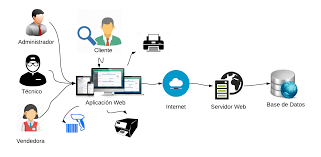 Administrador
Cliente
Técnico
Aplicación Web
Internet
Servidor Web
Base de Datos
Vendedora